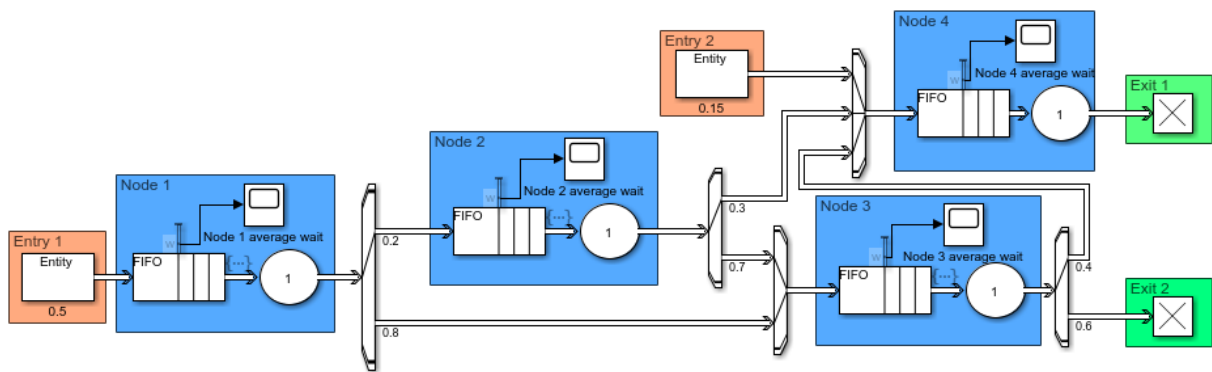 Node 4
Entry 2
Entity
0.15
W
Node 4 average wait
FIFO
1
Exit 1
Node 2
W
Node 2 average wait
FIFO
{...}
1
0.3
0.7
Node 1
W
Node 1 average wait
FIFO
{...}
1
Entry 1
Entity
0.5
0.2
0.8
Node 3
W
Node 3 average wait
FIFO
{...}
1
0.4
0.6
Exit 2